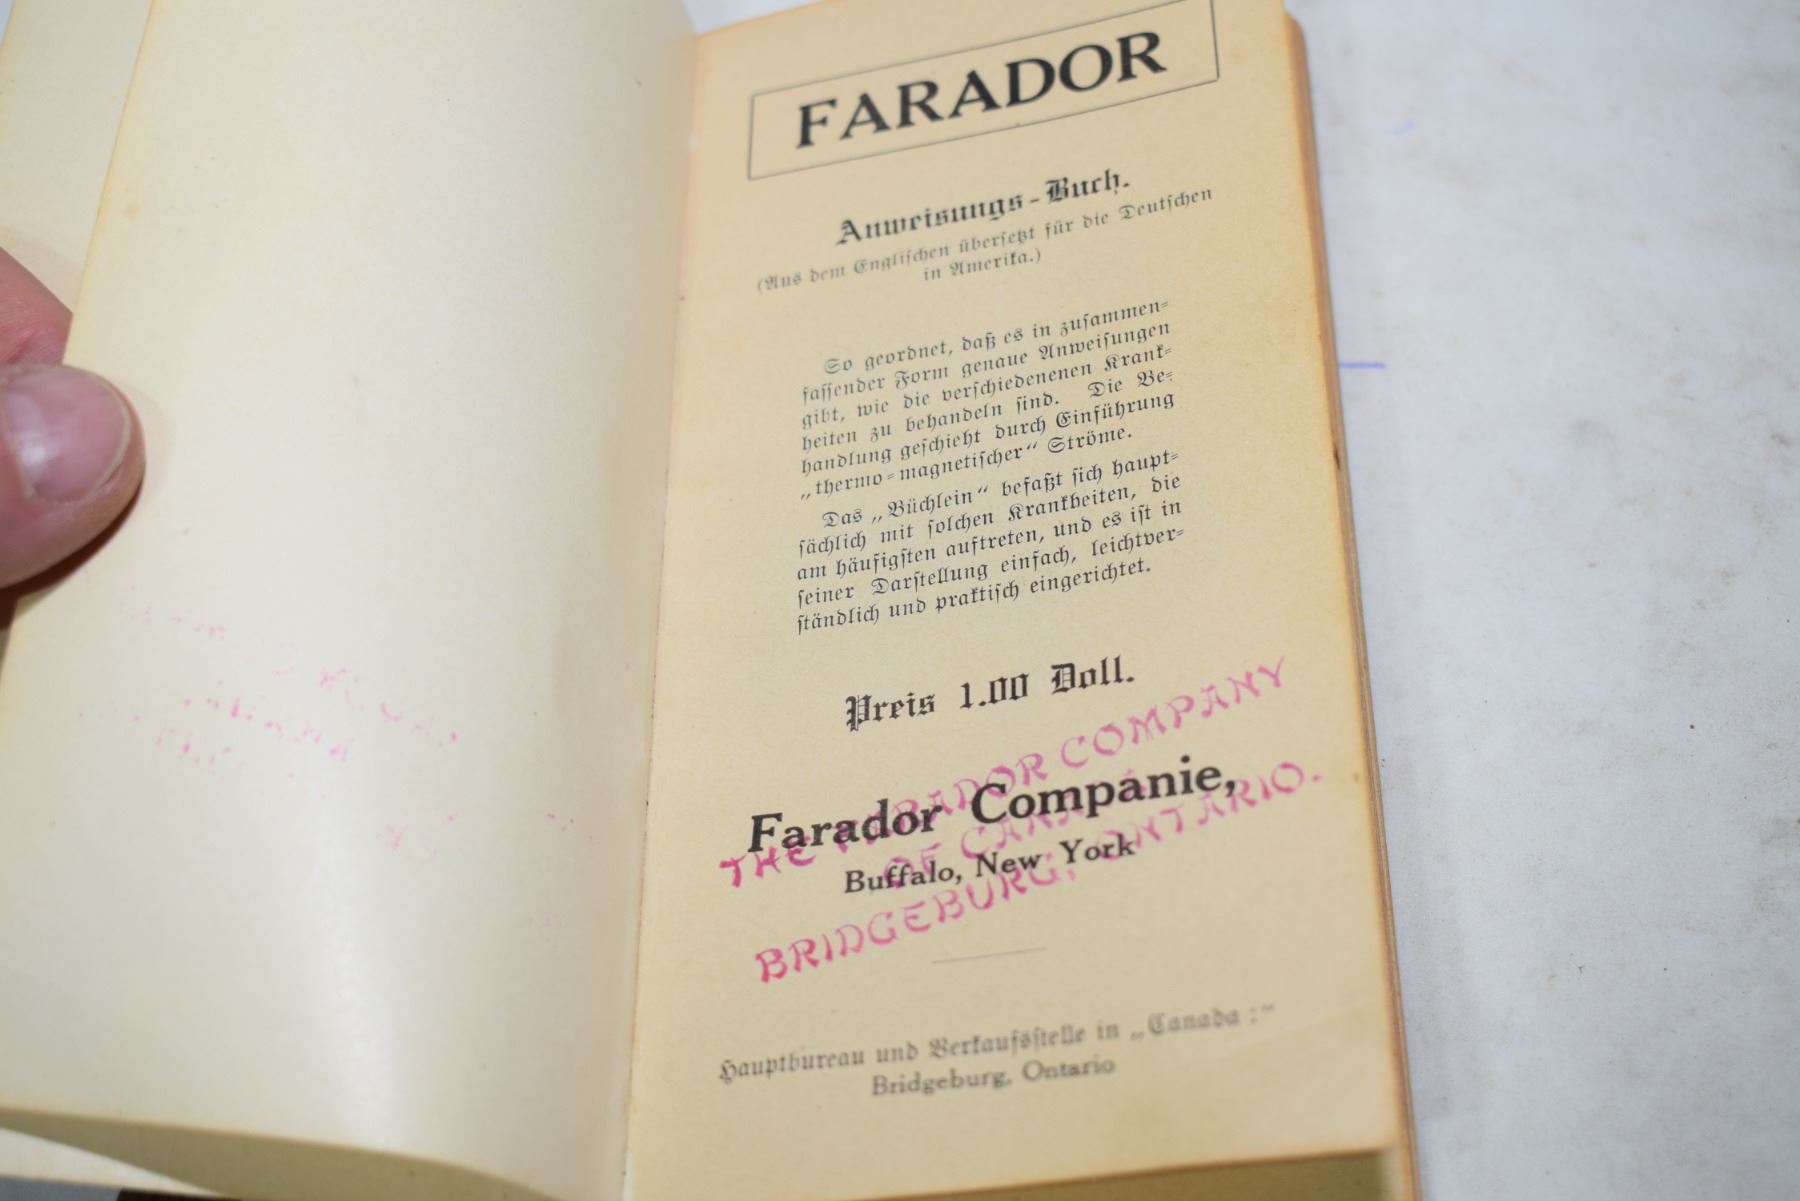 FARADOR
Anweisungs-Buch.
(Aus dem Englischen übersetzt für die Deutschen
in Amerika.)
So geordnet, daß es in zusammen-
fassender Form genaue Anweisungen
gibt, wie die verschiedenenen Krank-
heiten zu behandeln sind. Die Be-
handlung geschieht durch Einführung
„thermo-magnetischer“ Ströme.
Das „Büchlein“ befaßt sich haupt-
sächlich mit solchen Krankheiten, die
am häufigsten auftreten, und es ist in
seiner Darstellung einfach, leichtver-
ständlich und praktisch eingerichtet.
Preis 1.00 Doll.
Farador Companie,
Buffalo, New York
THE FARADOR COMPANY
OF CANADA
BRIDGEBURG, ONTARIO.
Hauptbureau und Verkaufsstelle in „Canada:“
Bridgeburg, Ontario